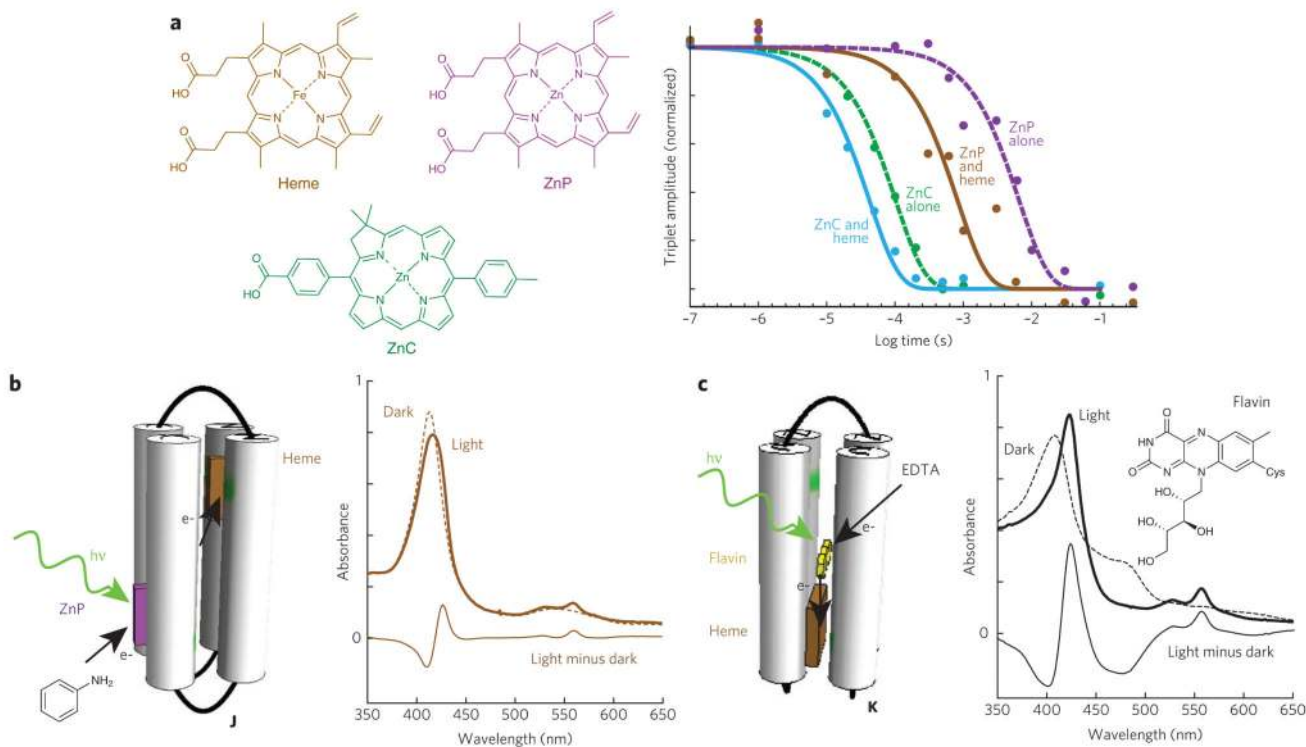 a
O
HO
O
HO
N
N
Fe
N
N
Heme
O
HO
O
HO
N
N
Zn
N
N
ZnP
O
HO
N
N
Zn
N
N
ZnC
Triplet amplitude (normalized)
ZnP
alone
ZnP
and
heme
ZnC
alone
ZnC and
heme
−7
−6
−5
−4
−3
−2
−1
Log time (s)
b
hν
ZnP
e-
NH2
Heme
e-
J
1
0
Absorbance
Dark
Light
Light minus dark
350
400
450
500
550
600
650
Wavelength (nm)
c
hν
EDTA
e-
Flavin
e-
Heme
K
1
0
Absorbance
Dark
Light
Flavin
O
N
HN
O
N
N
Cys
HO
HO
OH
HO
Light minus dark
350
400
450
500
550
600
650
Wavelength (nm)